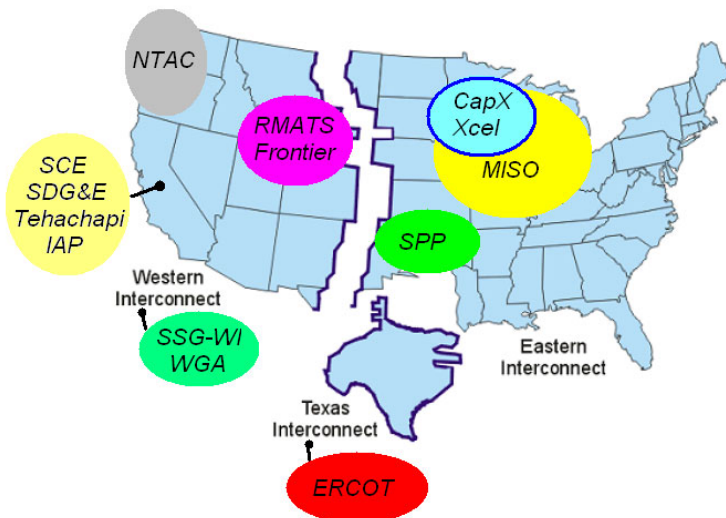 NTAC
CapX
Xcel
RMATS
Frontier
MISO
SCE
SDG&E
Tehachapi
IAP
SPP
Western
Interconnect
SSG-WI
WGA
Eastern
Interconnect
Texas
Interconnect
ERCOT